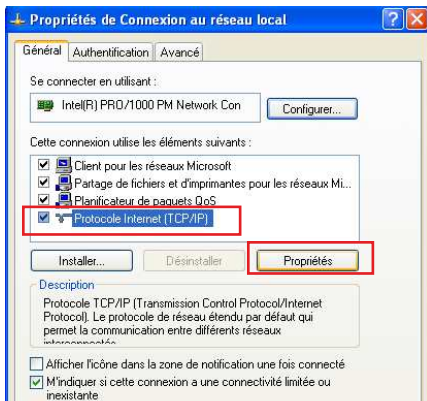 Propriétés de Connexion au réseau local
Général Authentification Avancé
Se connecter en utilisant :
Intel(R) PRO/1000 PM Network Con Configurer...
Cette connexion utilise les éléments suivants :
Client pour les réseaux Microsoft
Partage de fichiers et d'imprimantes pour les réseaux Mi...
Planificateur de paquets QoS
Protocole Internet (TCP/IP)
Installer... Désinstaller Propriétés
Description
Protocole TCP/IP (Transmission Control Protocol/Internet
Protocol). Le protocole de réseau étendu par défaut qui
permet la communication entre différents réseaux
interconnectés
Afficher l'icône dans la zone de notification une fois connecté
M'indiquer si cette connexion a une connectivité limitée ou
inexistante